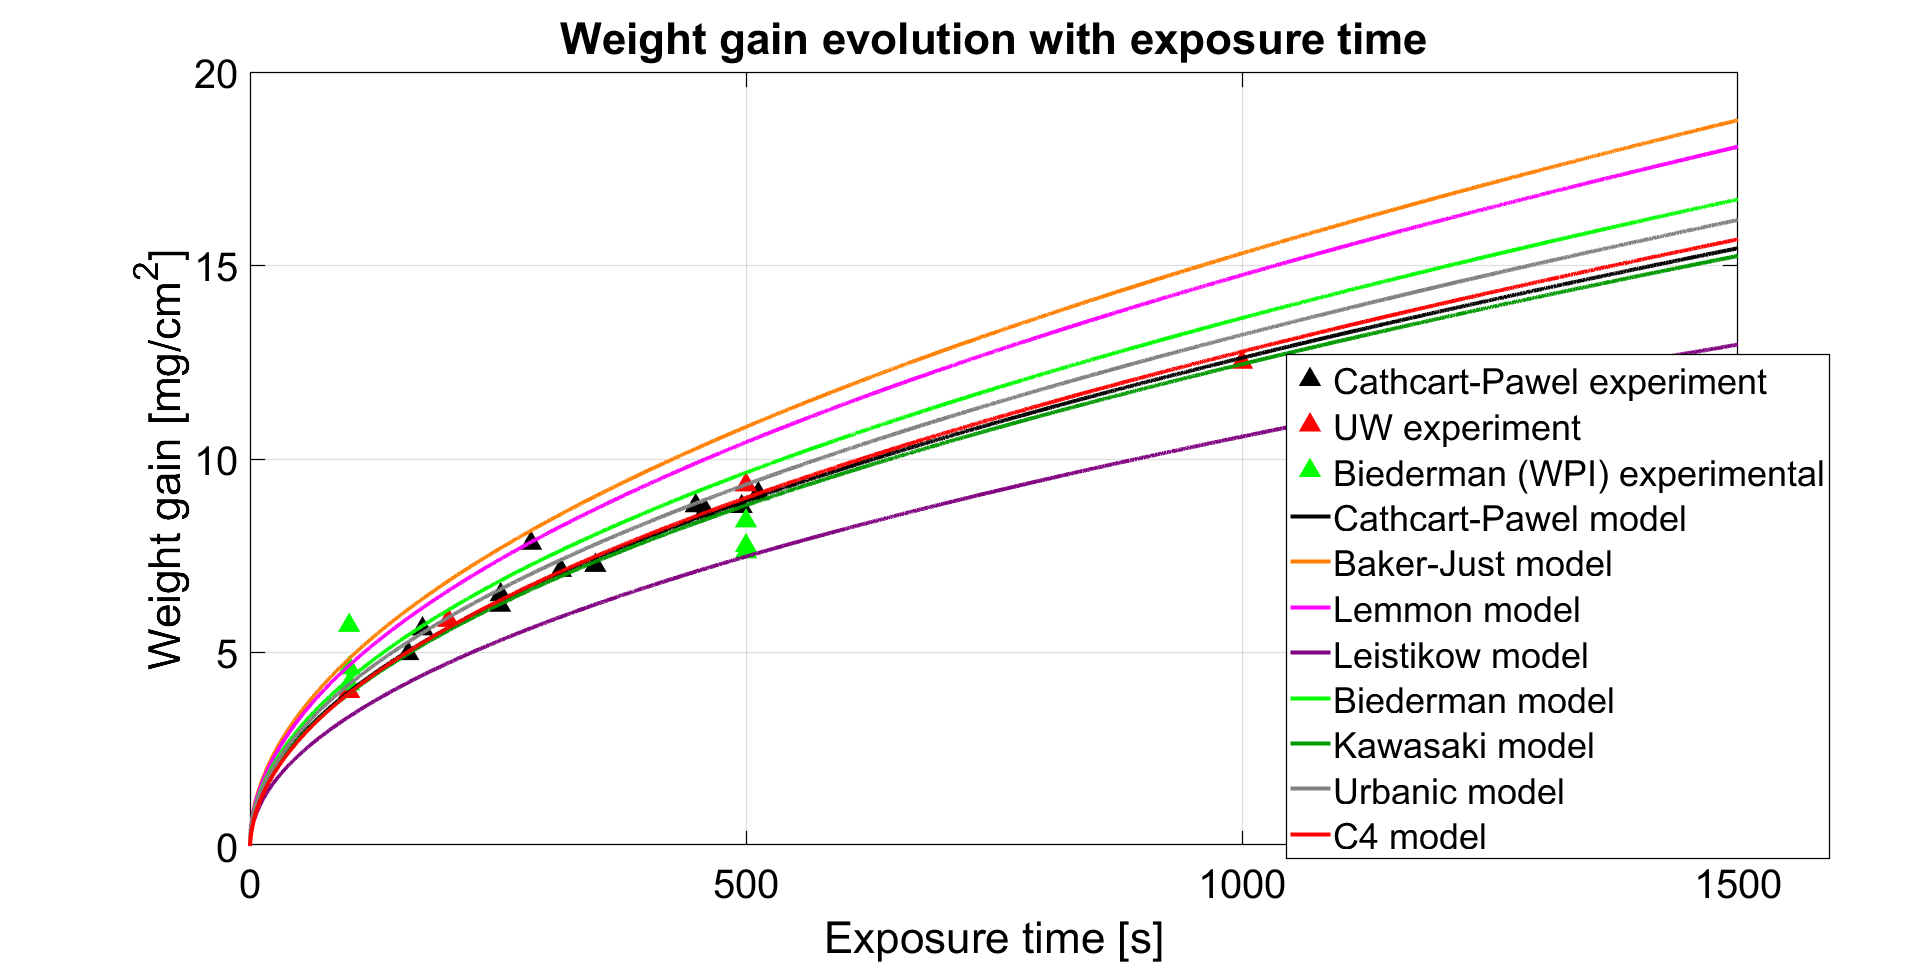 Weight gain evolution with exposure time
20
15
10
5
0
Weight gain [mg/cm²]
0 500 1000 1500
Exposure time [s]
Cathcart-Pawel experiment
UW experiment
Biederman (WPI) experimental
Cathcart-Pawel model
Baker-Just model
Lemmon model
Leistikow model
Biederman model
Kawasaki model
Urbanic model
C4 model